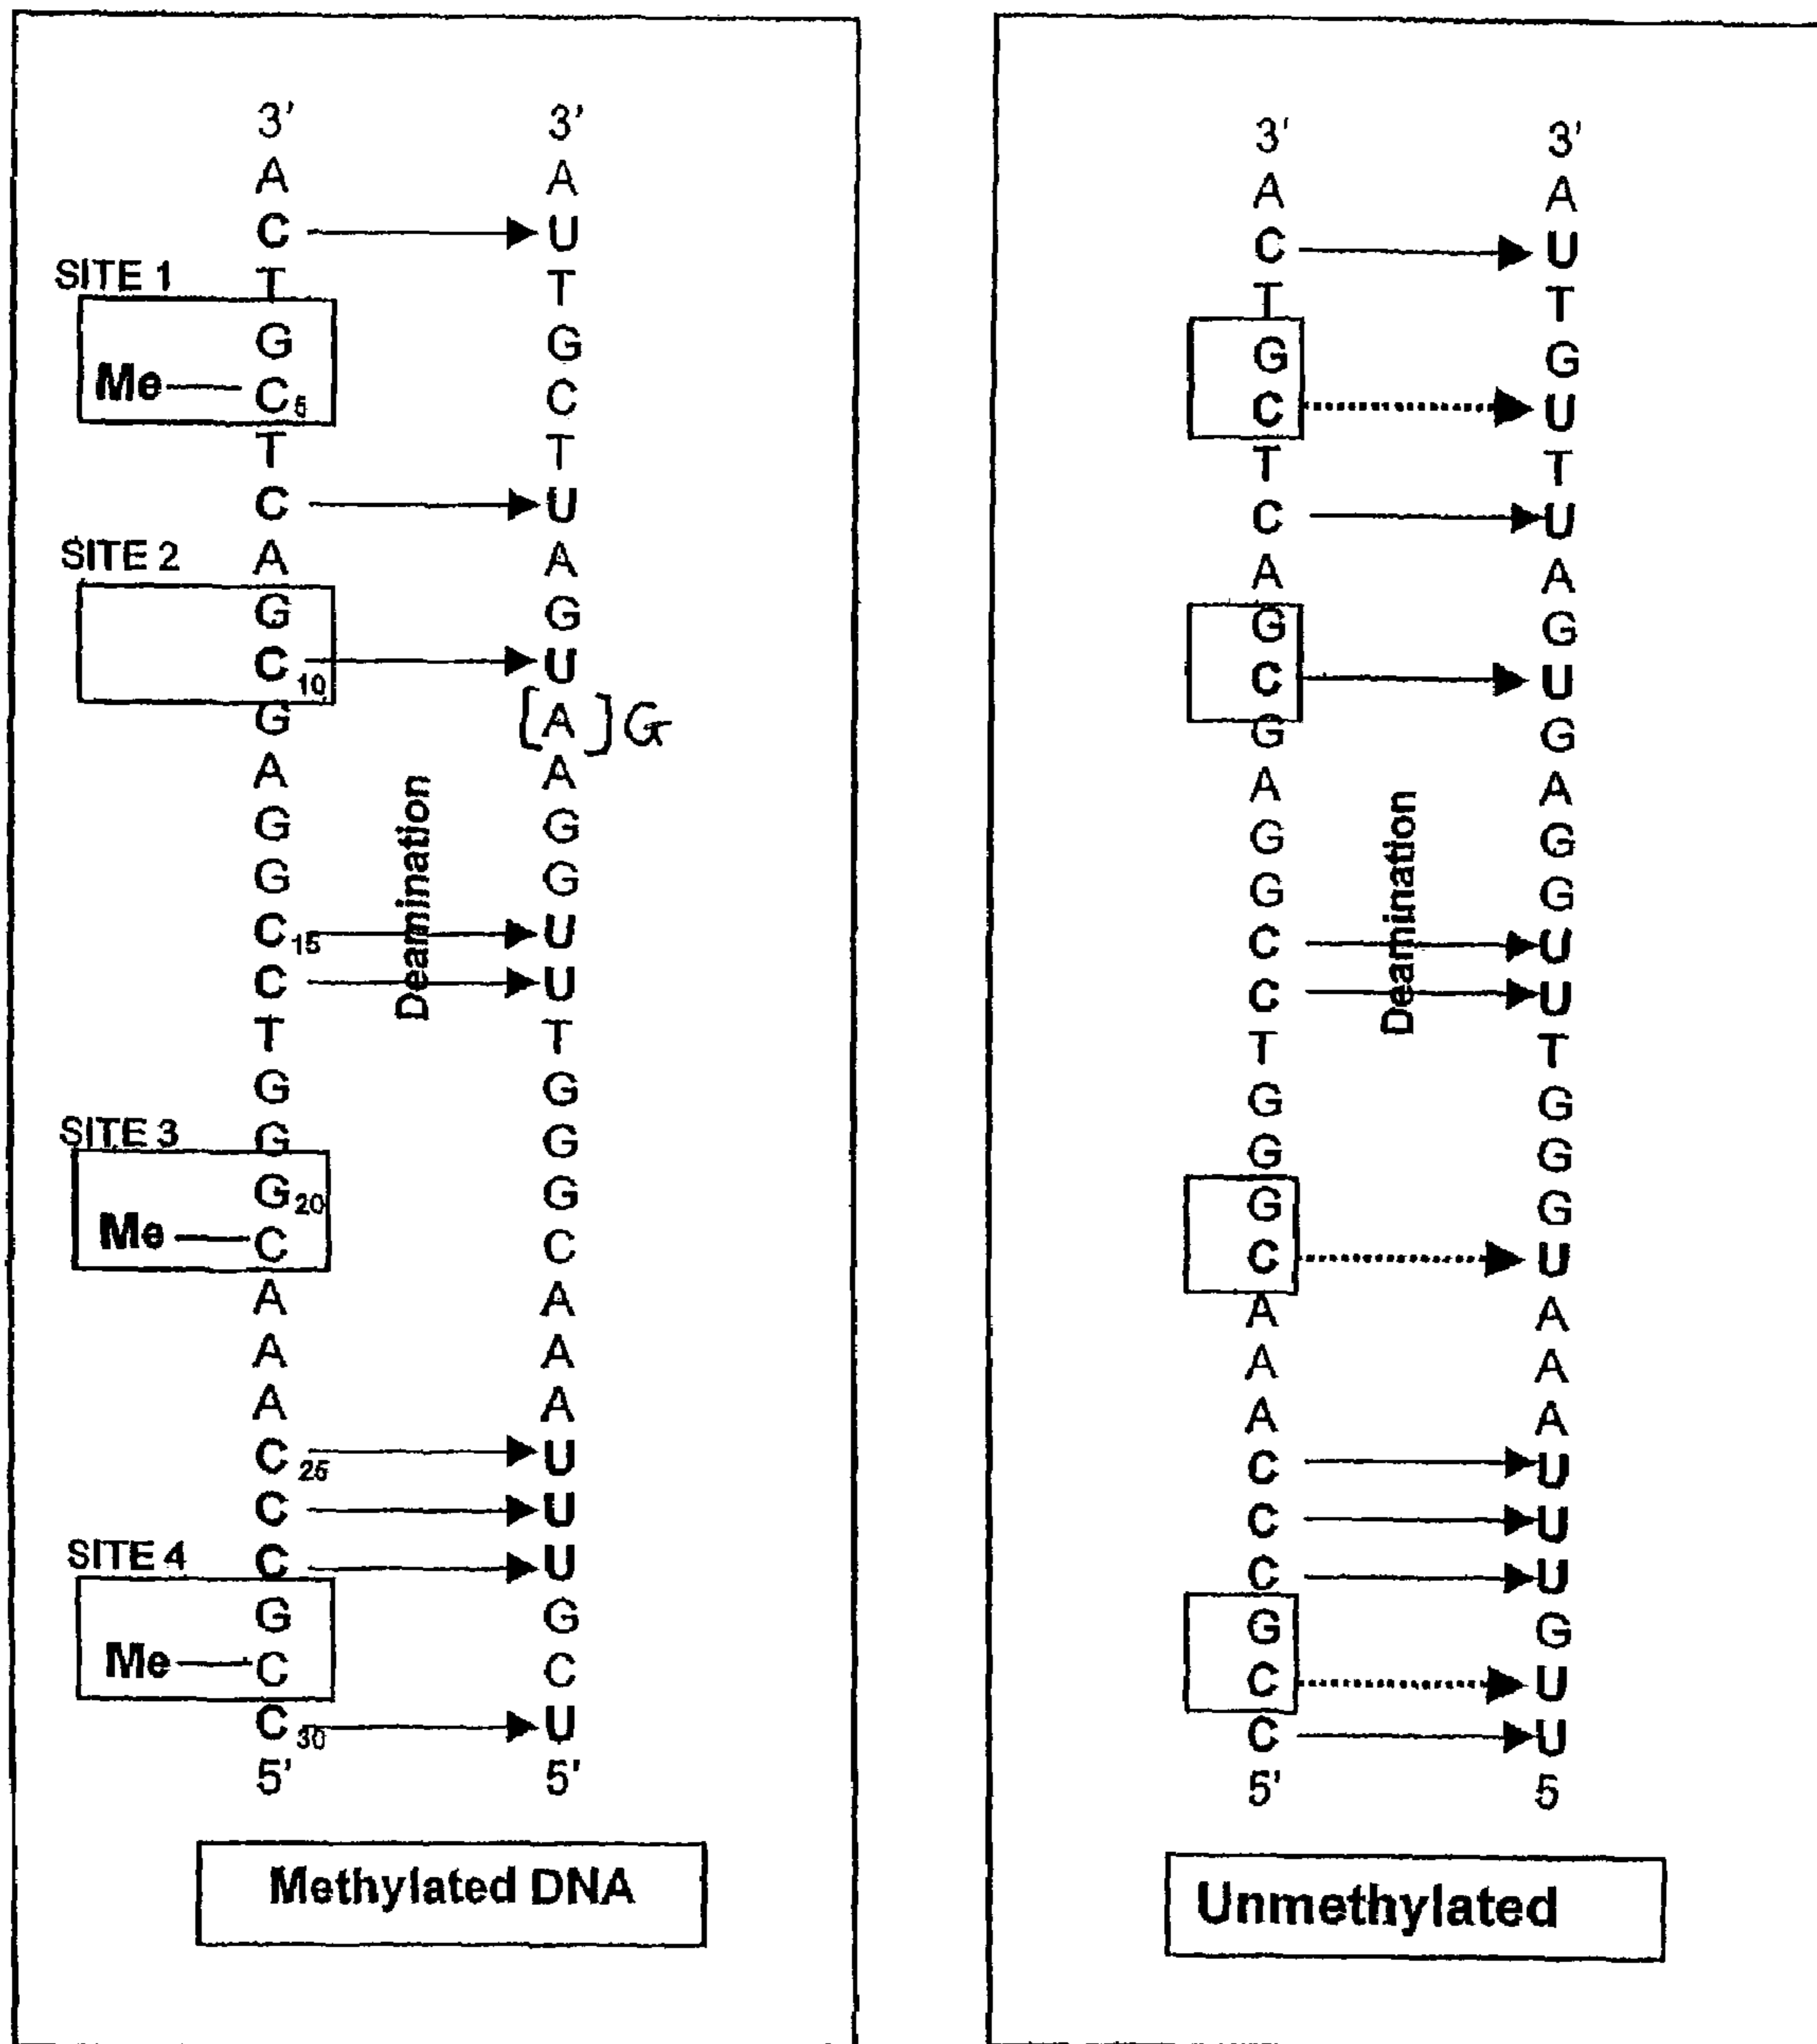 3' 3'
A A
C U
SITE 1
T T
G G
Me C5 C
T T
C U
SITE 2
A A
G G
C10 U
G [A]G
A A
G G
G G
C15 U
C U
Deamination
T T
G G
SITE 3
G G
G20 G
Me C C
A A
A A
A A
C25 U
C U
SITE 4
C U
G G
Me C C
C30 U
5' 5'
Methylated DNA
3' 3'
A A
C U
T T
G G
C U
T T
C U
A A
G G
C U
G G
A A
G G
G G
C U
C U
Deamination
T T
G G
G G
G G
C U
A A
A A
A A
C U
C U
C U
G G
C U
C U
5' 5
Unmethylated